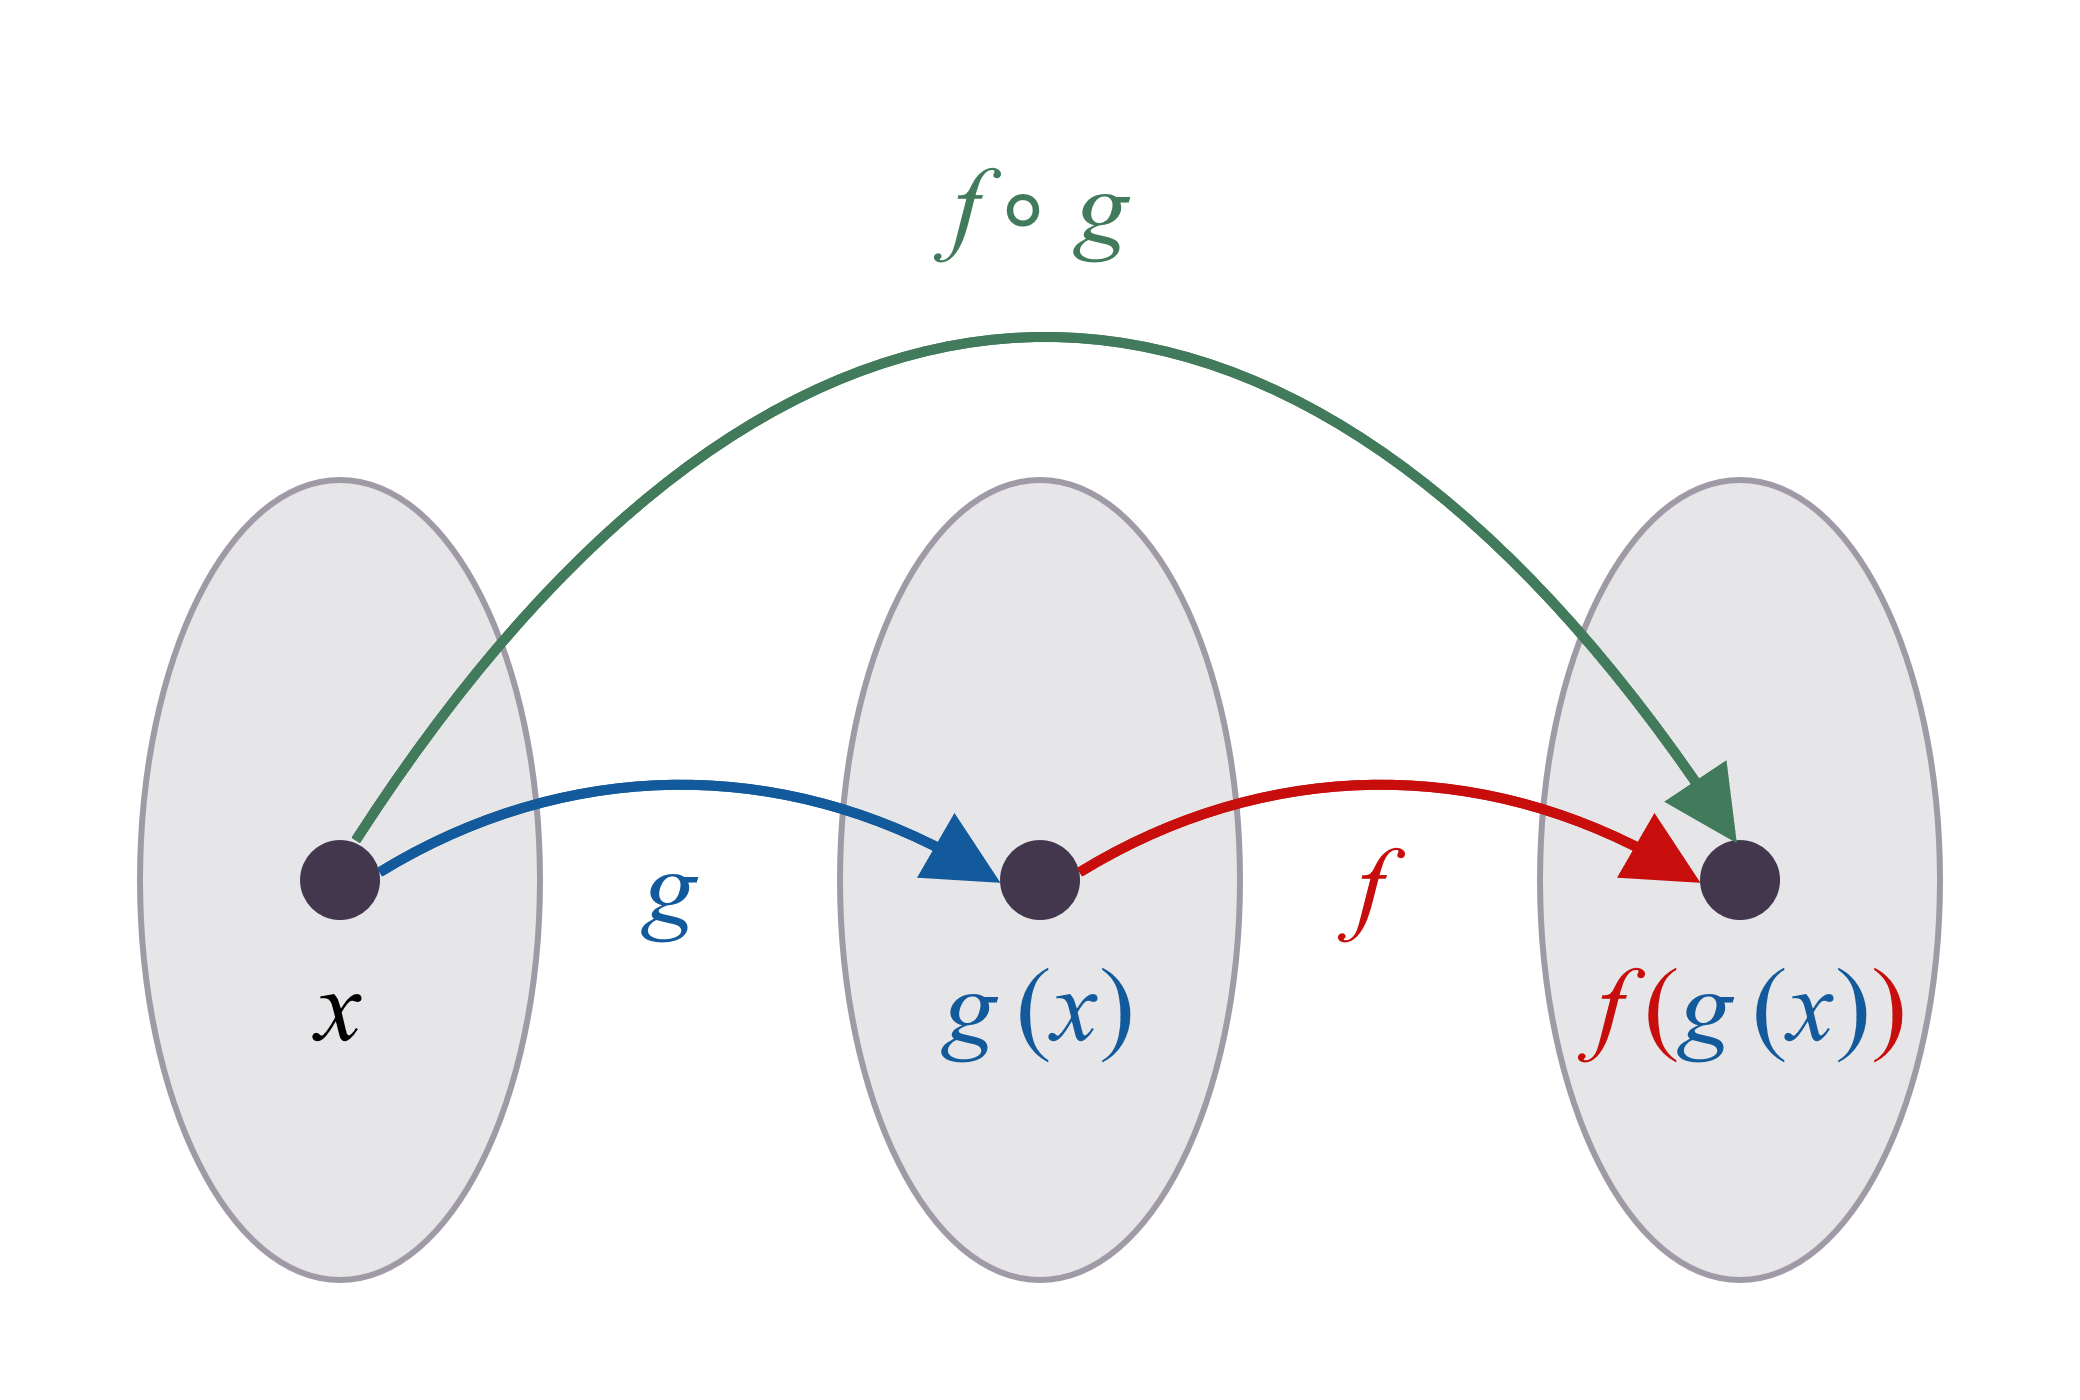 f∘ g
g
f
x
g (x)
f(g (x))